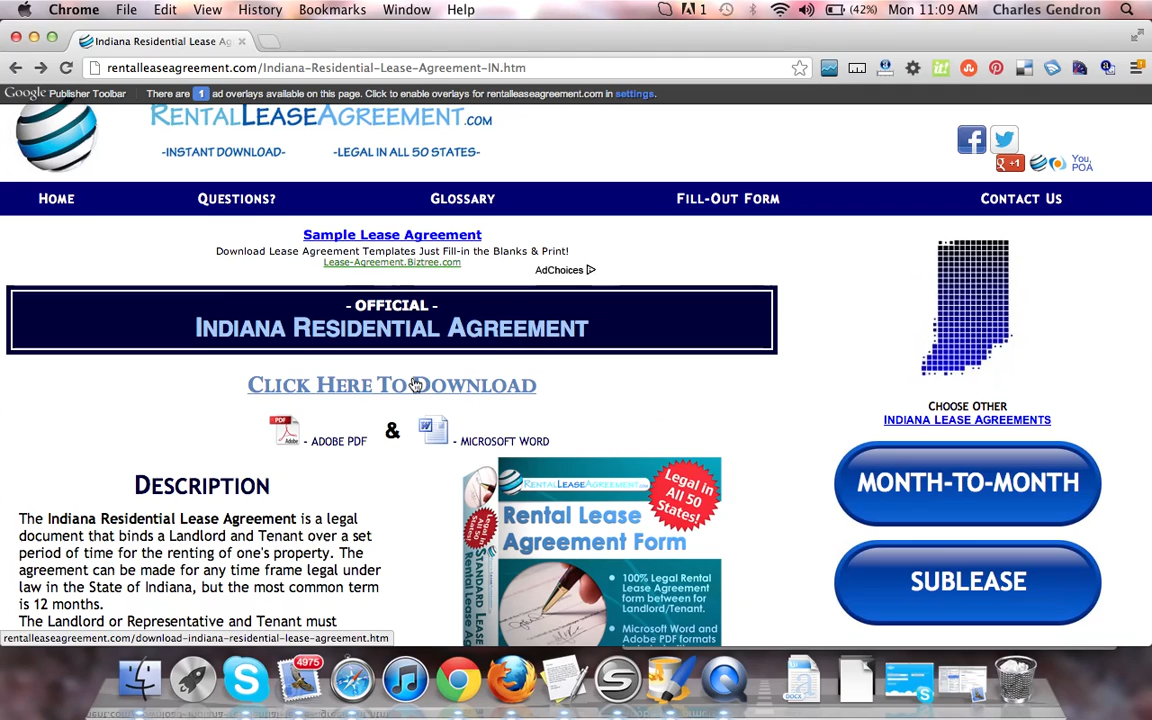 Chrome File Edit View History Bookmarks Window Help 1 (42%) Mon 11:09 AM Charles Gendron
Indiana Residential Lease Ag
rentalleaseagreement.com/Indiana-Residential-Lease-Agreement-IN.htm
Google Publisher Toolbar There are 1 ad overlays available on this page. Click to enable overlays for rentalleaseagreement.com in settings.
RENTALLEASEAGREEMENT.COM
-INSTANT DOWNLOAD- -LEGAL IN ALL 50 STATES-
+1 You, POA
HOME QUESTIONS? GLOSSARY FILL-OUT FORM CONTACT US
Sample Lease Agreement
Download Lease Agreement Templates Just Fill-in the Blanks & Print!
Lease-Agreement.Biztree.com
AdChoices
- OFFICIAL -
INDIANA RESIDENTIAL AGREEMENT
CLICK HERE TO DOWNLOAD
PDF Adobe - ADOBE PDF & W - MICROSOFT WORD
CHOOSE OTHER
INDIANA LEASE AGREEMENTS
MONTH-TO-MONTH
SUBLEASE
DESCRIPTION
The Indiana Residential Lease Agreement is a legal
document that binds a Landlord and Tenant over a set
period of time for the renting of one's property. The
agreement can be made for any time frame legal under
law in the State of Indiana, but the most common term
is 12 months.
The Landlord or Representative and Tenant must
RENTALLEASEAGREEMENT.COM
Legal in
All 50
States!
Rental Lease
Agreement Form
100% Legal Rental
Lease Agreement
form between for
Landlord/Tenant.
Microsoft Word and
Adobe PDF formats
STANDARD LEASE
rentalleaseagreement.com/download-indiana-residential-lease-agreement.htm
4975
DOCX